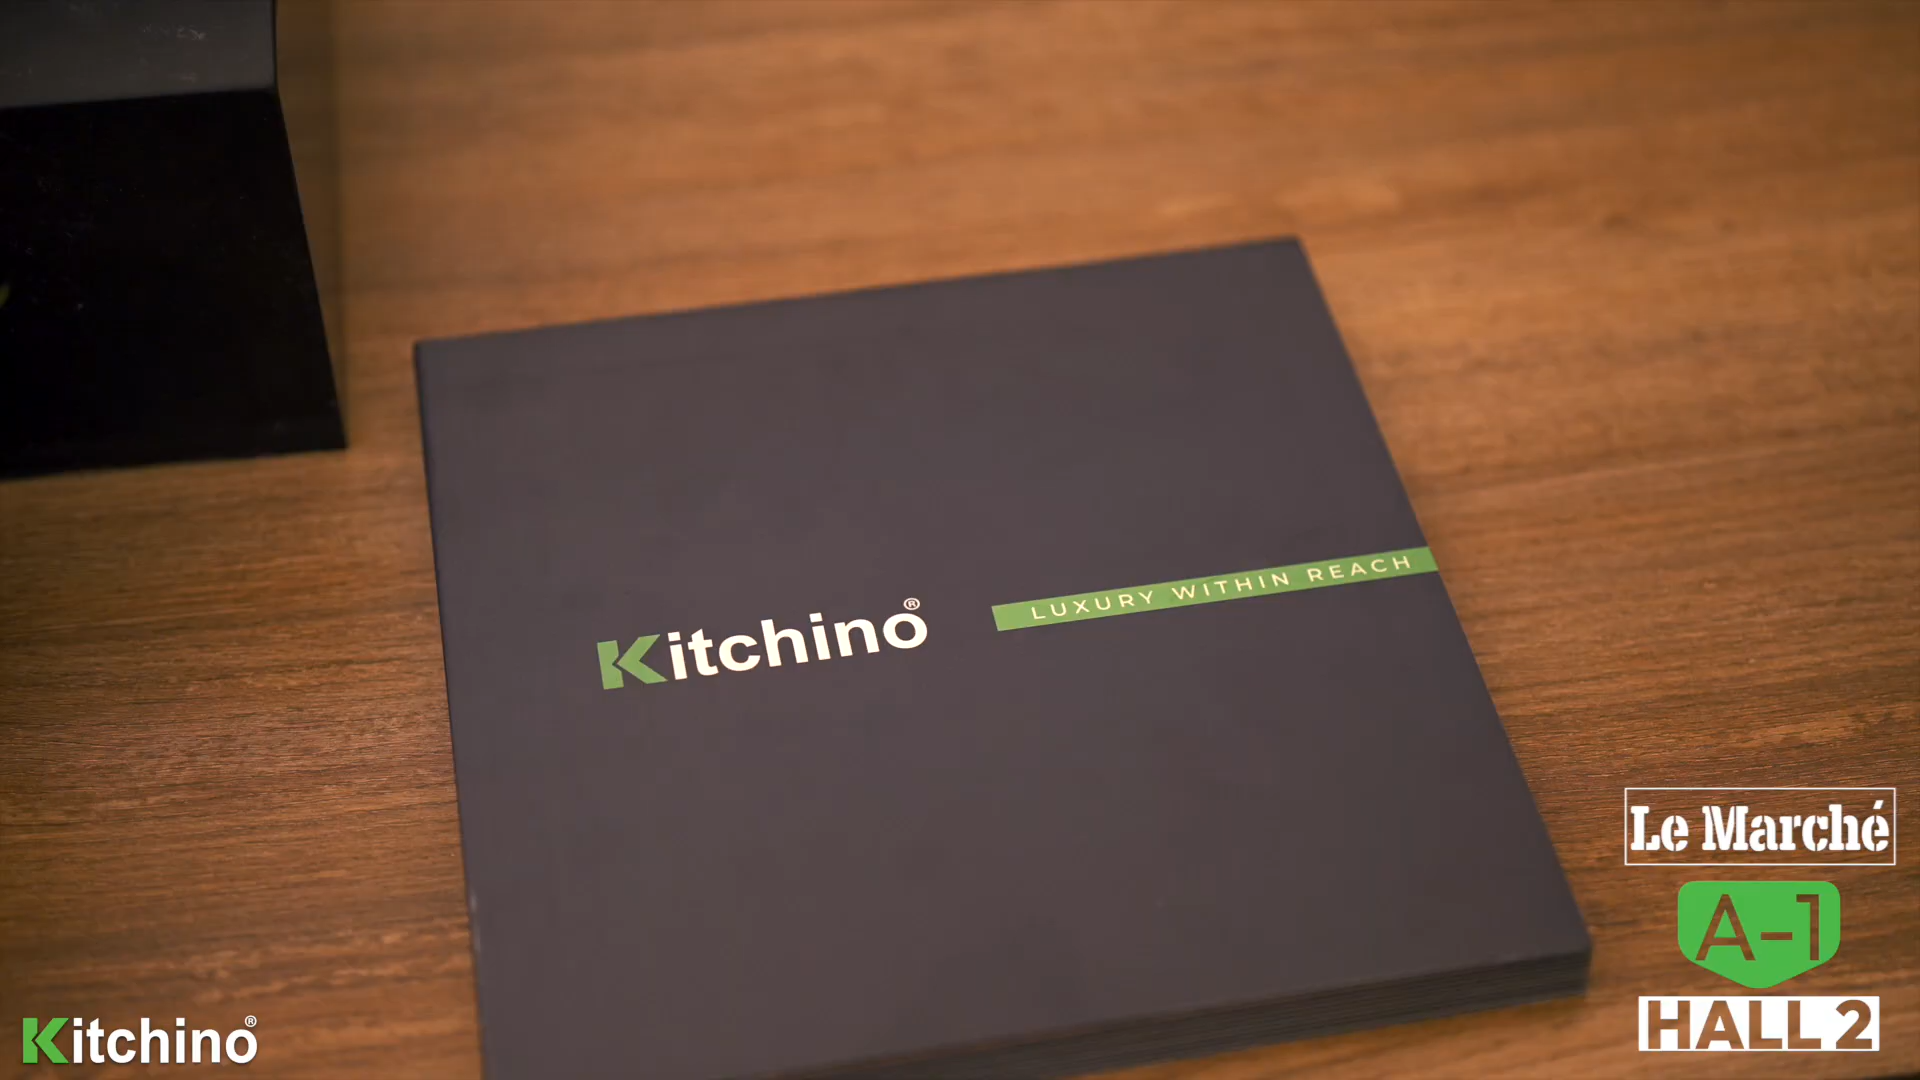 Kitchino®
LUXURY WITHIN REACH
Le Marché
A-1
HALL 2
Kitchino®